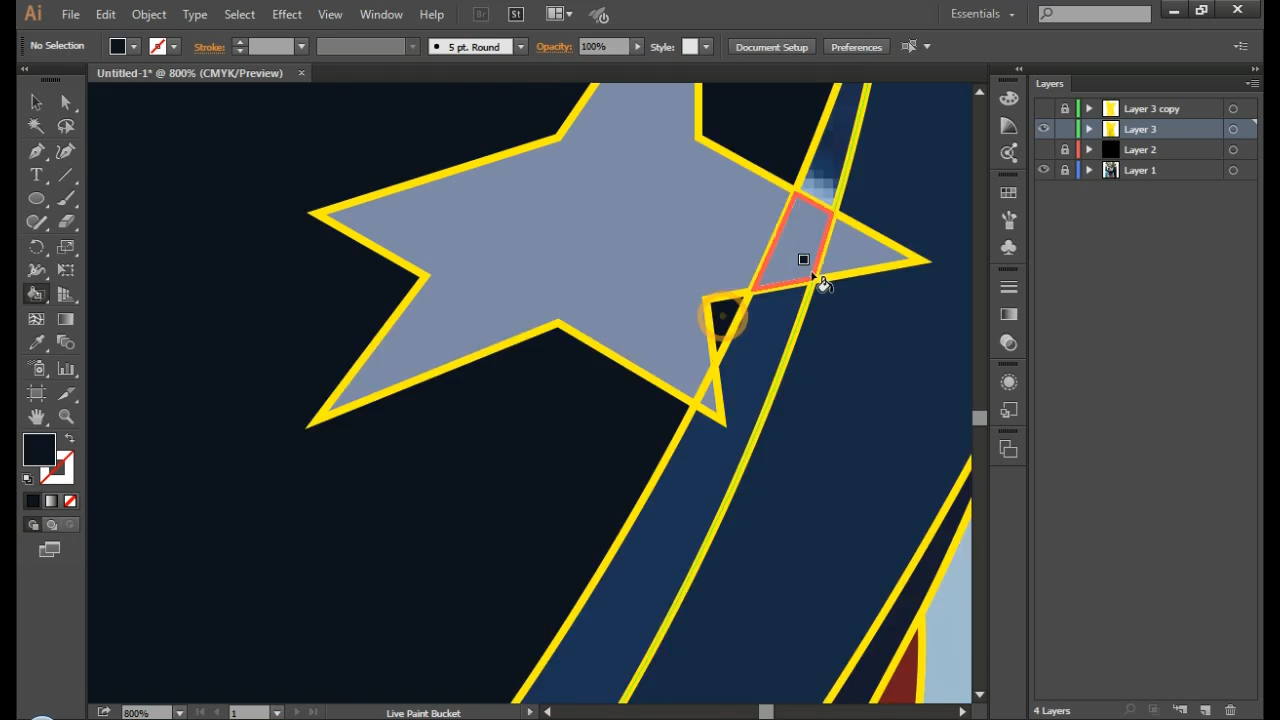 Ai File Edit Object Type Select Effect View Window Help Br St Essentials
No Selection Stroke: 5 pt. Round Opacity: 100% Style: Document Setup Preferences
Untitled-1* @ 800% (CMYK/Preview) ×
Layers
Layer 3 copy
Layer 3
Layer 2
Layer 1
T
800% 1 Live Paint Bucket
4 Layers